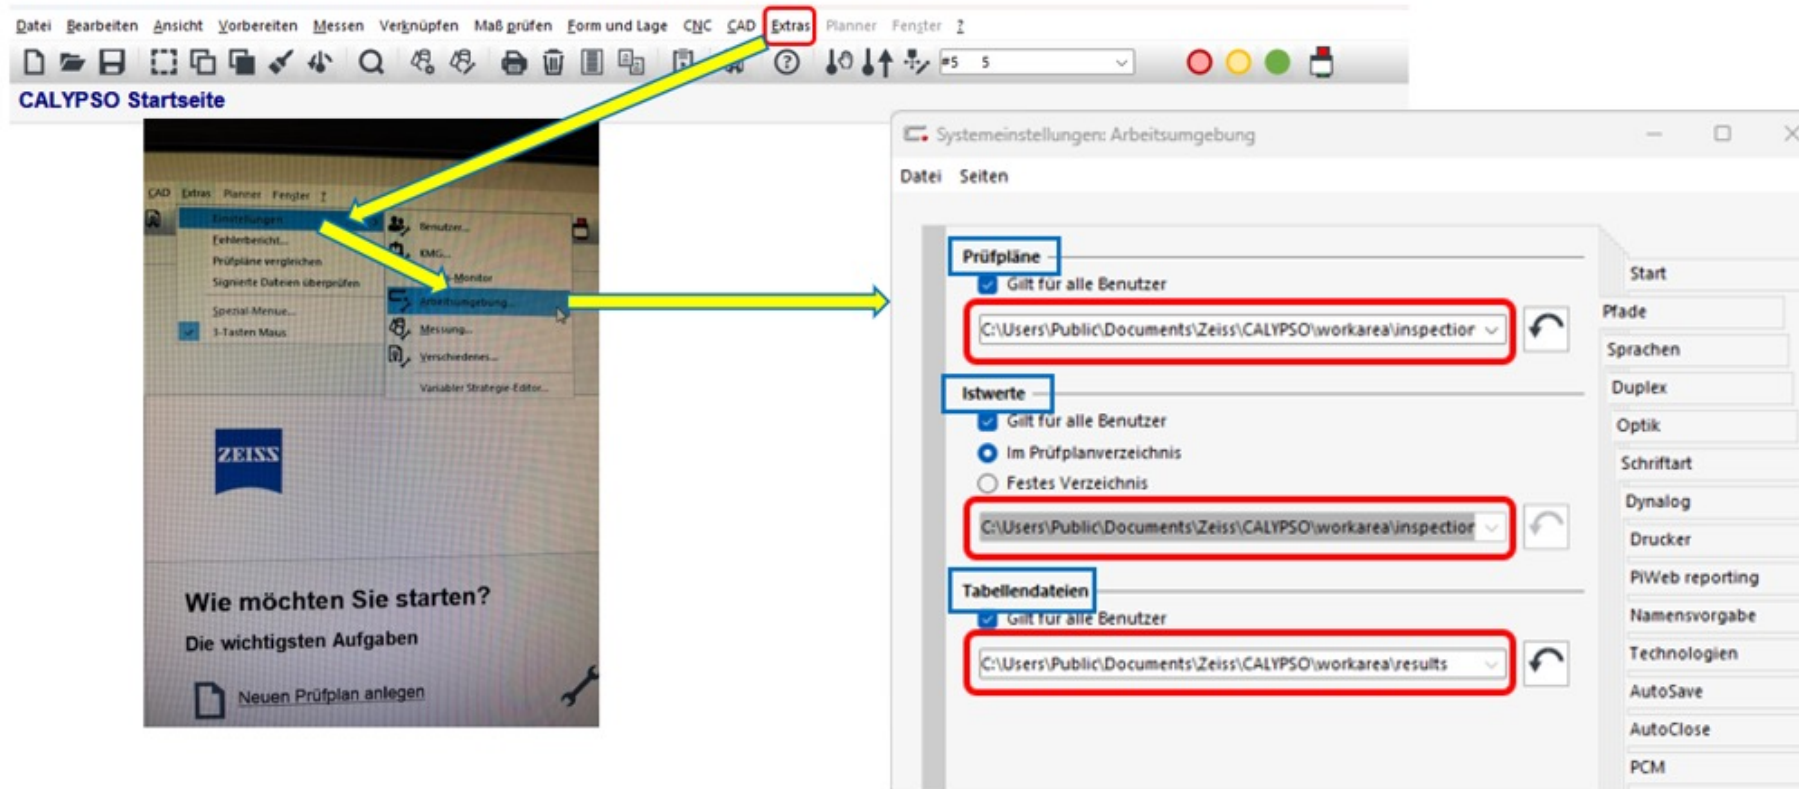 Datei Bearbeiten Ansicht Vorbereiten Messen Verknüpfen Maß prüfen Form und Lage CNC CAD Extras Planner Fenster ?
#5 5
CALYPSO Startseite
CAD Extras Planner Fenster ?
Einstellungen
Fehlerbericht...
Prüfpläne vergleichen
Signierte Dateien überprüfen
Spezial-Menue...
3-Tasten Maus
Benutzer...
KMG...
-Monitor
Arbeitsumgebung...
Messung...
Verschiedenes...
Variabler Strategie-Editor...
ZEISS
Wie möchten Sie starten?
Die wichtigsten Aufgaben
Neuen Prüfplan anlegen
Systemeinstellungen: Arbeitsumgebung
Datei Seiten
Prüfpläne
Gilt für alle Benutzer
C:\Users\Public\Documents\Zeiss\CALYPSO\workarea\inspection
Istwerte
Gilt für alle Benutzer
Im Prüfplanverzeichnis
Festes Verzeichnis
C:\Users\Public\Documents\Zeiss\CALYPSO\workarea\inspection
Tabellendateien
Gilt für alle Benutzer
C:\Users\Public\Documents\Zeiss\CALYPSO\workarea\results
Start
Pfade
Sprachen
Duplex
Optik
Schriftart
Dynalog
Drucker
PiWeb reporting
Namensvorgabe
Technologien
AutoSave
AutoClose
PCM